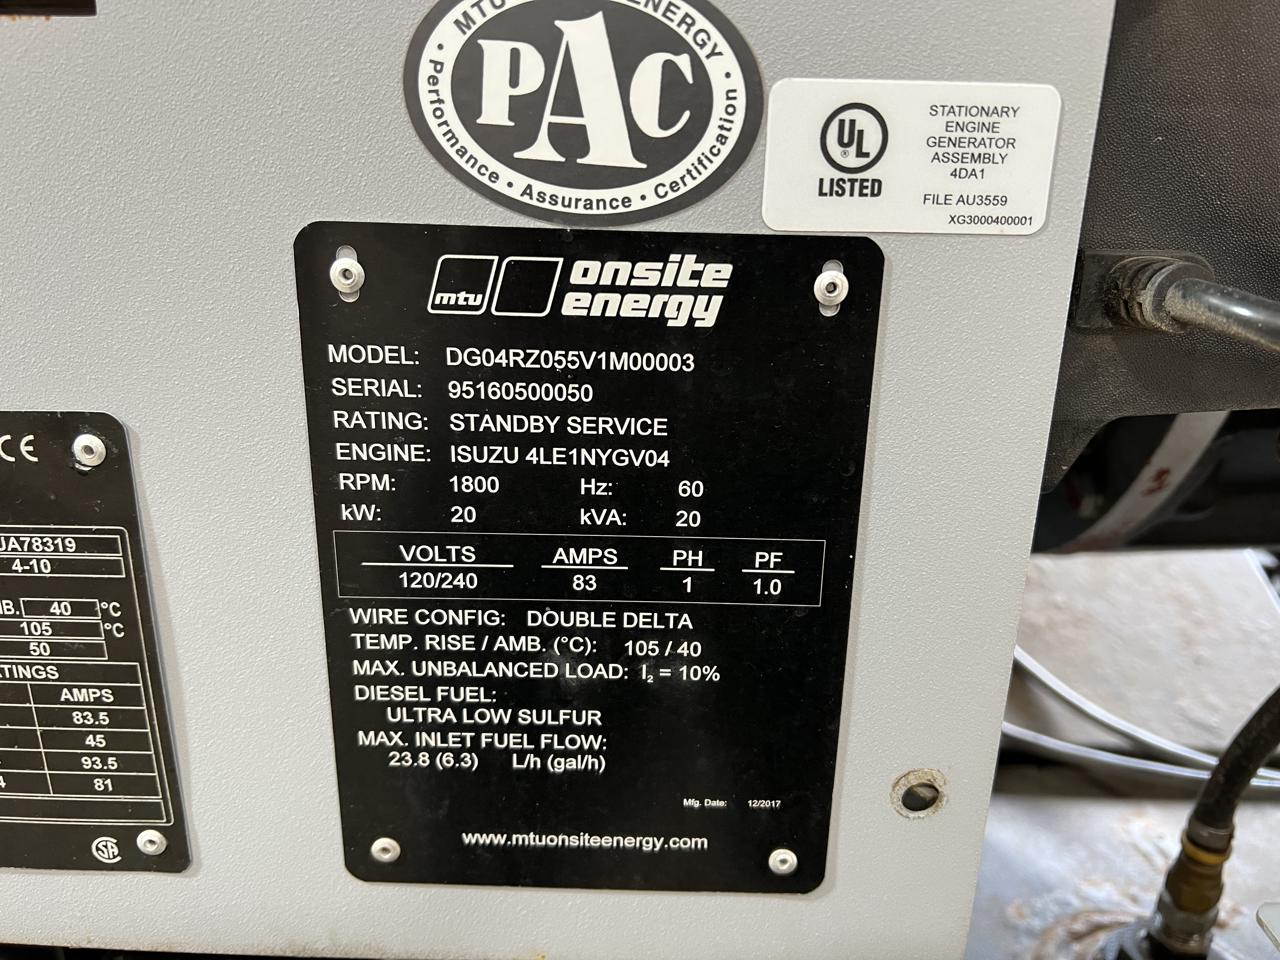 MTU ENERGY
PAC
Performance • Assurance • Certification
UL
LISTED
STATIONARY
ENGINE
GENERATOR
ASSEMBLY
4DA1
FILE AU3559
XG3000400001
mtu onsite energy
MODEL: DG04RZ055V1M00003
SERIAL: 95160500050
RATING: STANDBY SERVICE
ENGINE: ISUZU 4LE1NYGV04
RPM: 1800 Hz: 60
kW: 20 kVA: 20
VOLTS AMPS PH PF
120/240 83 1 1.0
WIRE CONFIG: DOUBLE DELTA
TEMP. RISE / AMB. (°C): 105 / 40
MAX. UNBALANCED LOAD: I₂ = 10%
DIESEL FUEL:
ULTRA LOW SULFUR
MAX. INLET FUEL FLOW:
23.8 (6.3) L/h (gal/h)
Mfg. Date: 12/2017
www.mtuonsiteenergy.com
CE
JA78319
4-10
40 °C
105 °C
50
TINGS
AMPS
83.5
45
93.5
81
SA